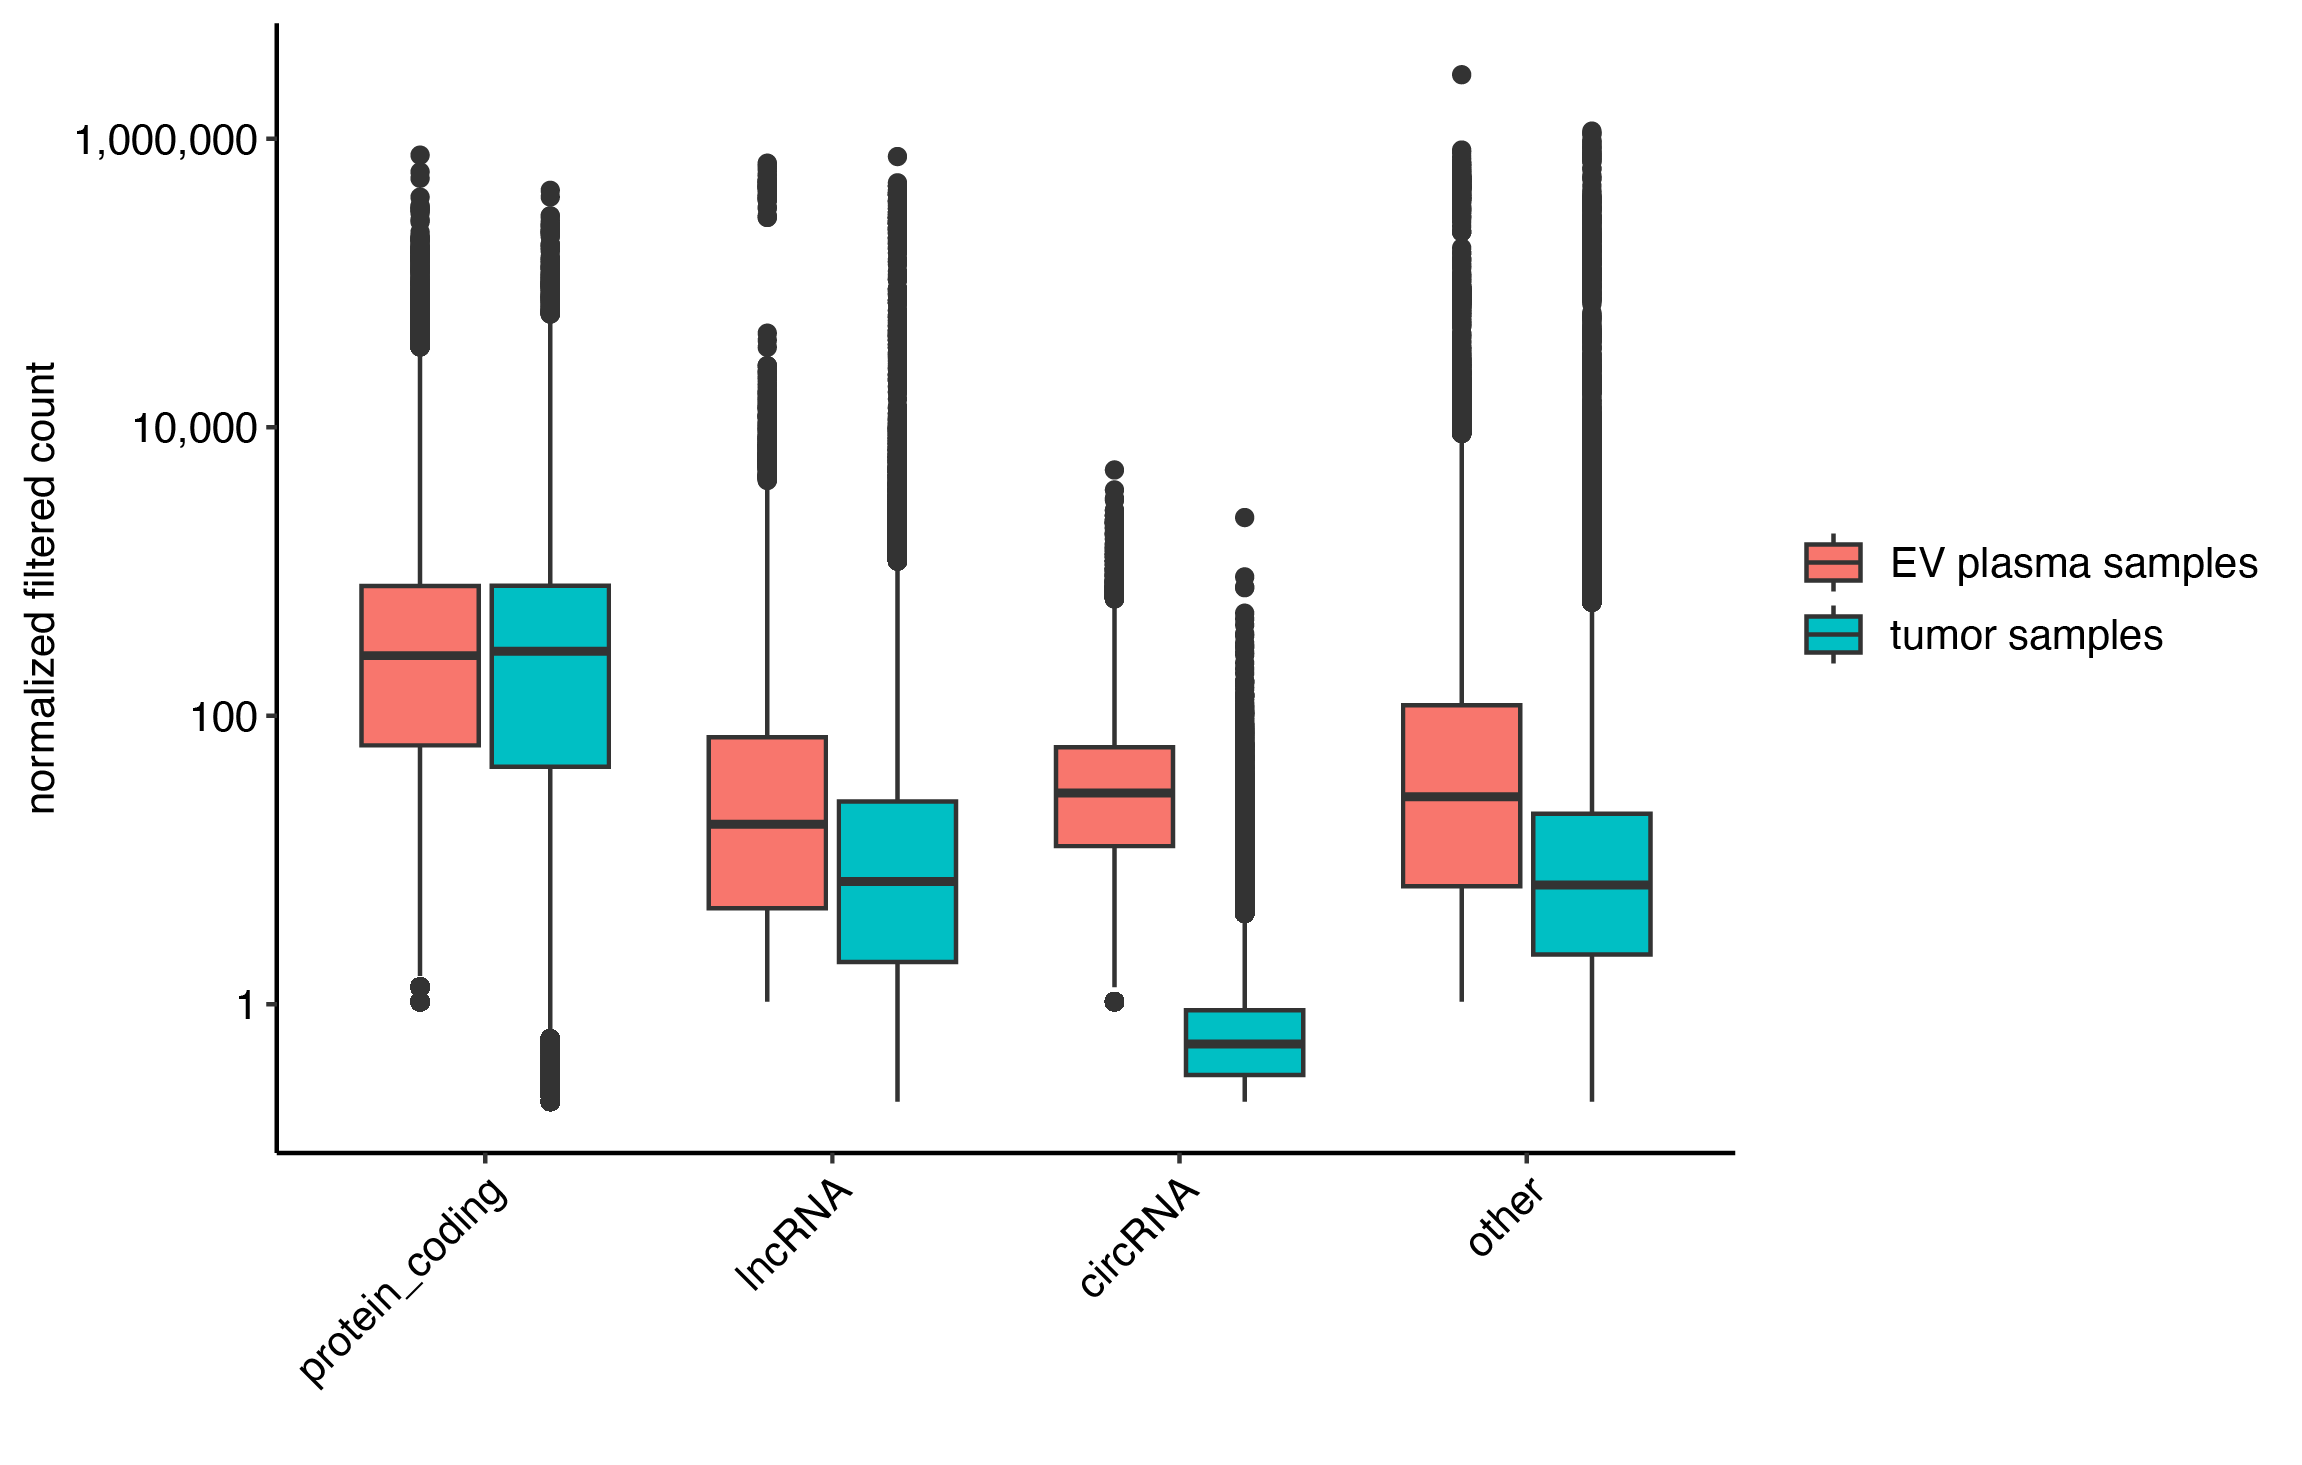 normalized filtered count
1,000,000
10,000
100
1
protein_coding
lncRNA
circRNA
other
EV plasma samples
tumor samples